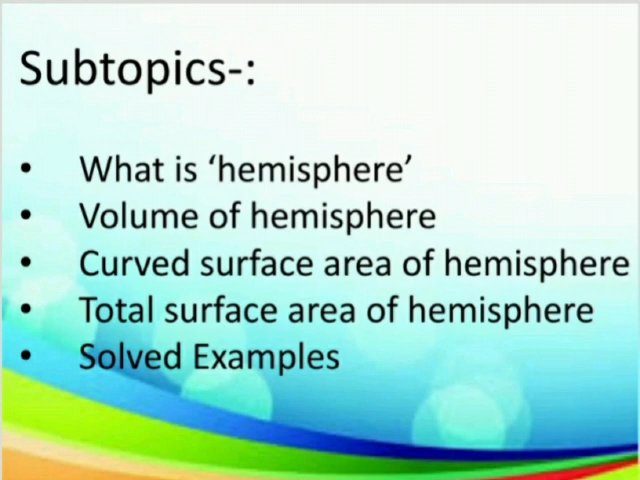 Subtopics-:
• What is ‘hemisphere’
• Volume of hemisphere
• Curved surface area of hemisphere
• Total surface area of hemisphere
• Solved Examples